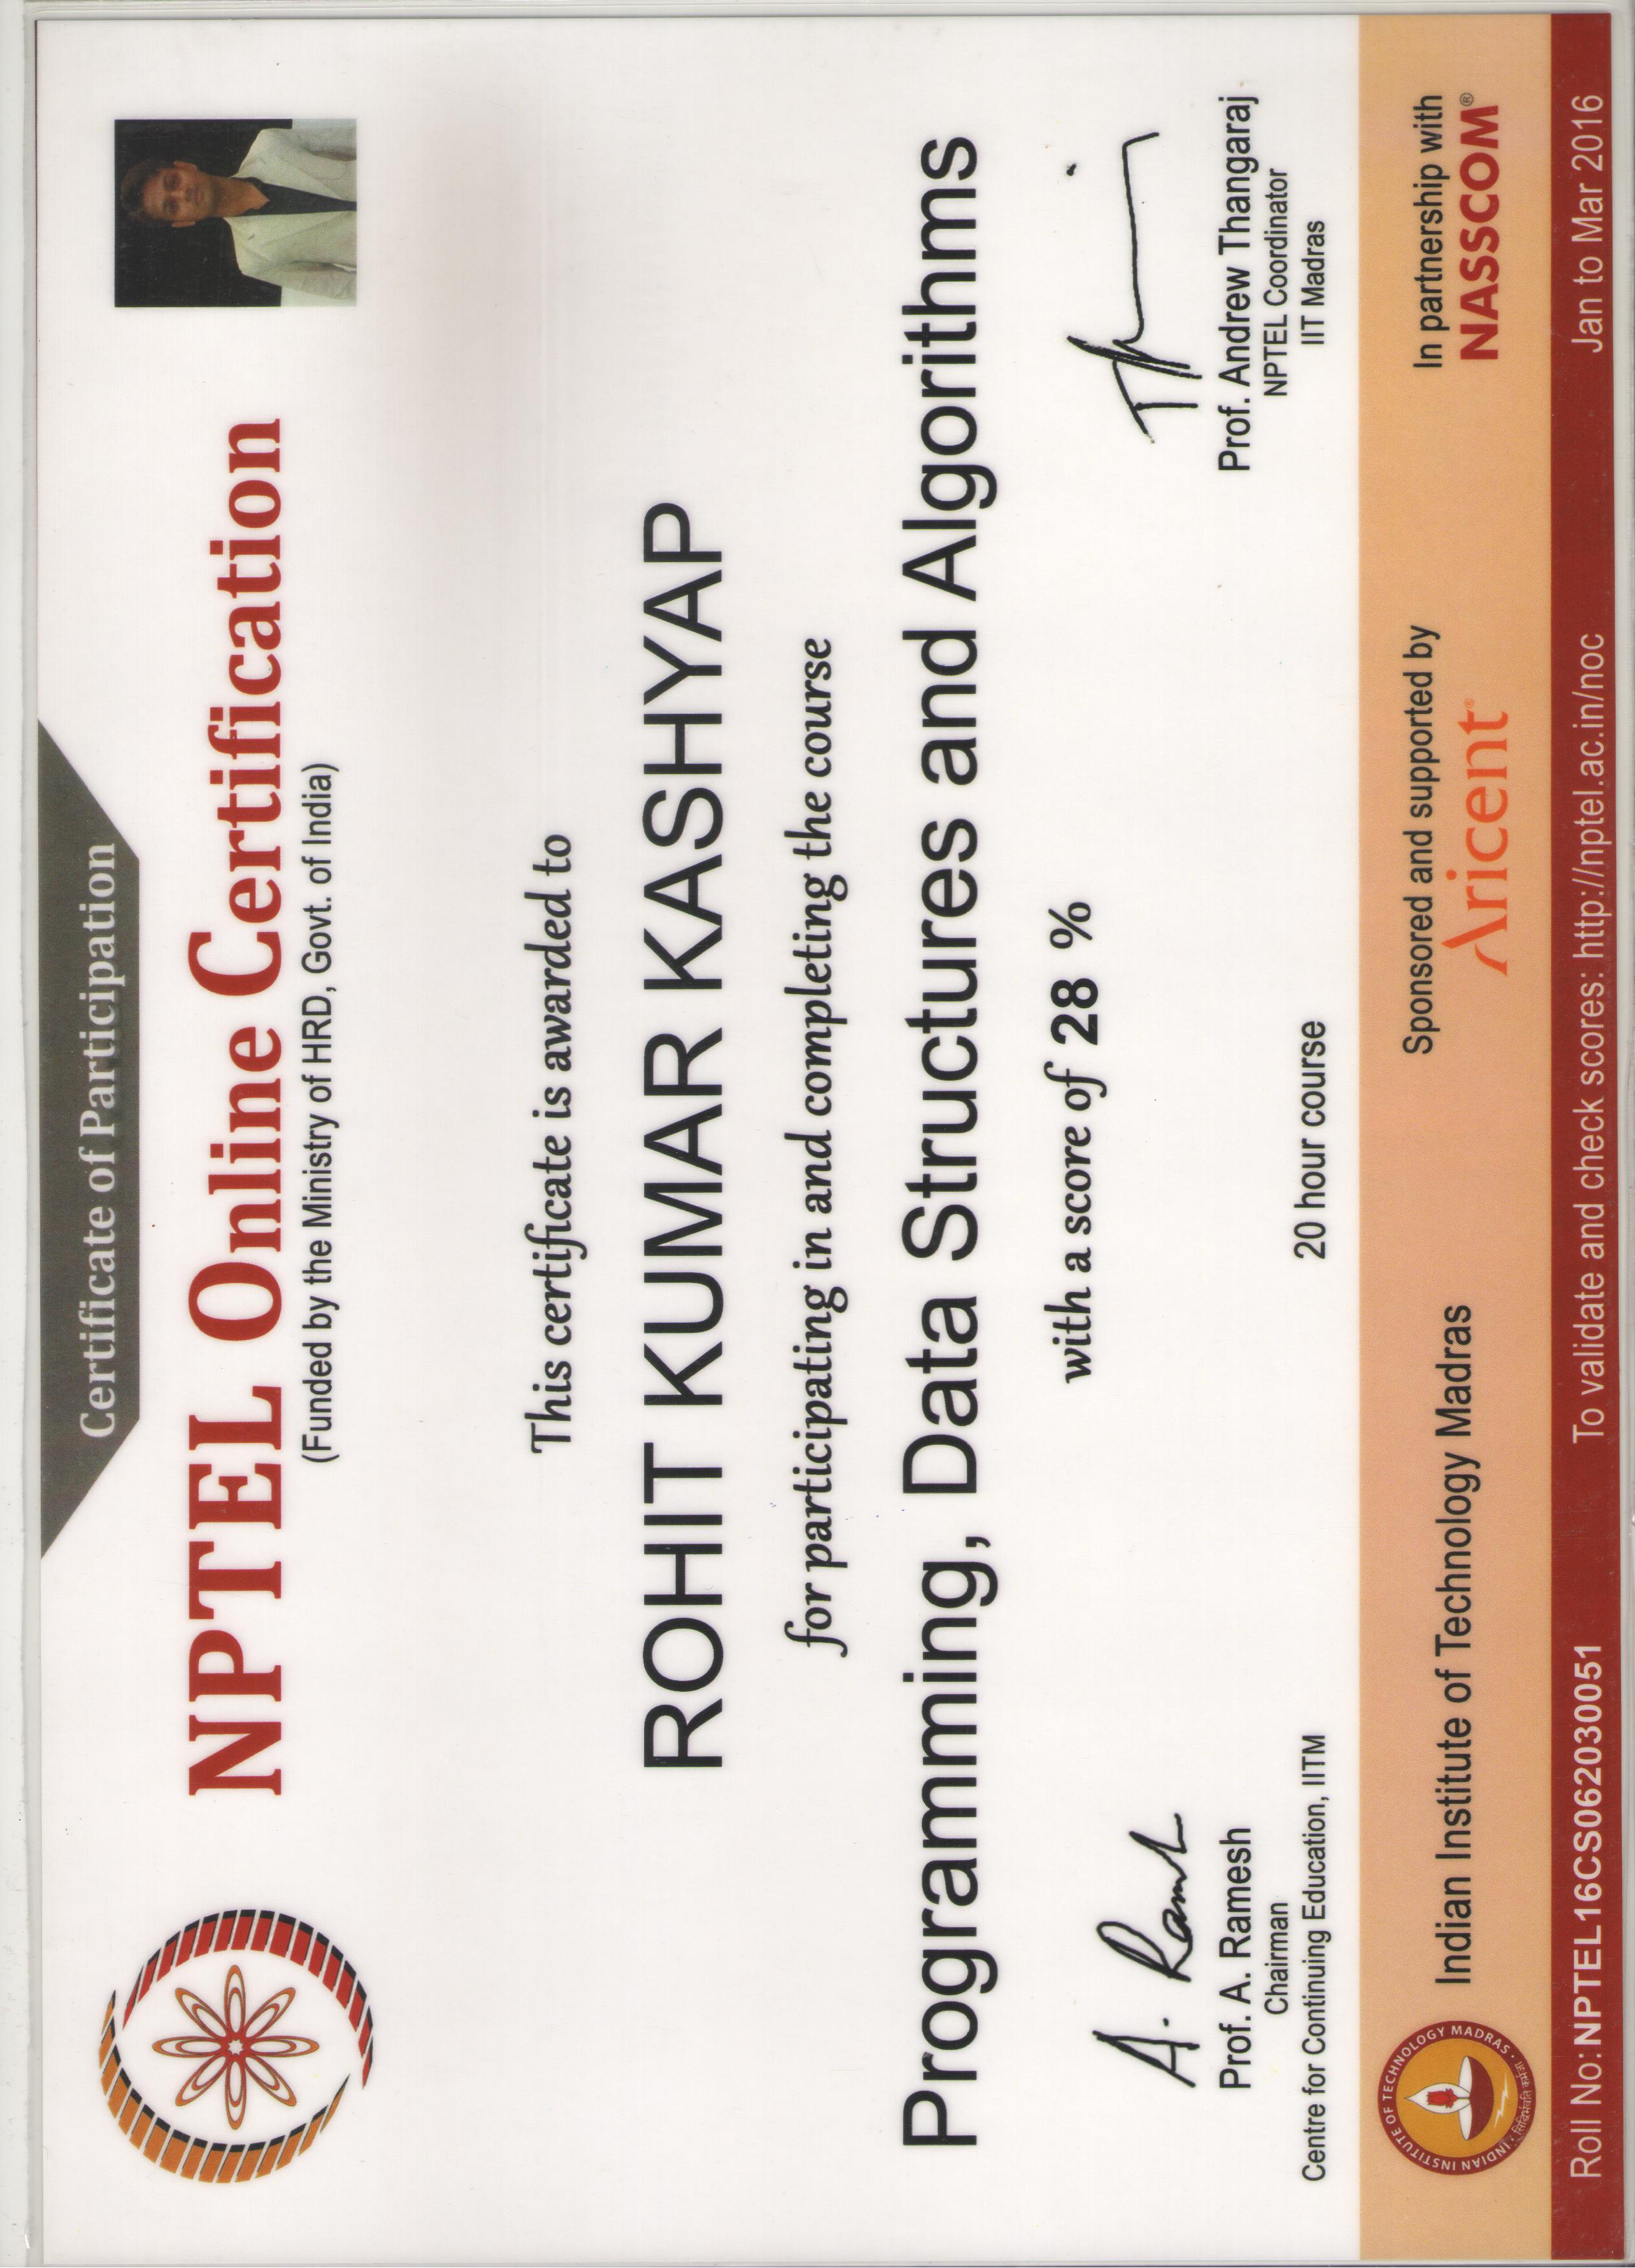 Certificate of Participation
NPTEL Online Certification
(Funded by the Ministry of HRD, Govt. of India)
This certificate is awarded to
ROHIT KUMAR KASHYAP
for participating in and completing the course
Programming, Data Structures and Algorithms
with a score of 28 %
A. Ramesh
Prof. A. Ramesh
Chairman
Centre for Continuing Education, IITM
20 hour course
Prof. Andrew Thangaraj
NPTEL Coordinator
IIT Madras
INDIAN INSTITUTE OF TECHNOLOGY MADRAS
सिद्धिर्भवति कर्मजा
Indian Institute of Technology Madras
Sponsored and supported by
Aricent®
In partnership with
NASSCOM®
Roll No: NPTEL16CS062030051
To validate and check scores: http://nptel.ac.in/noc
Jan to Mar 2016